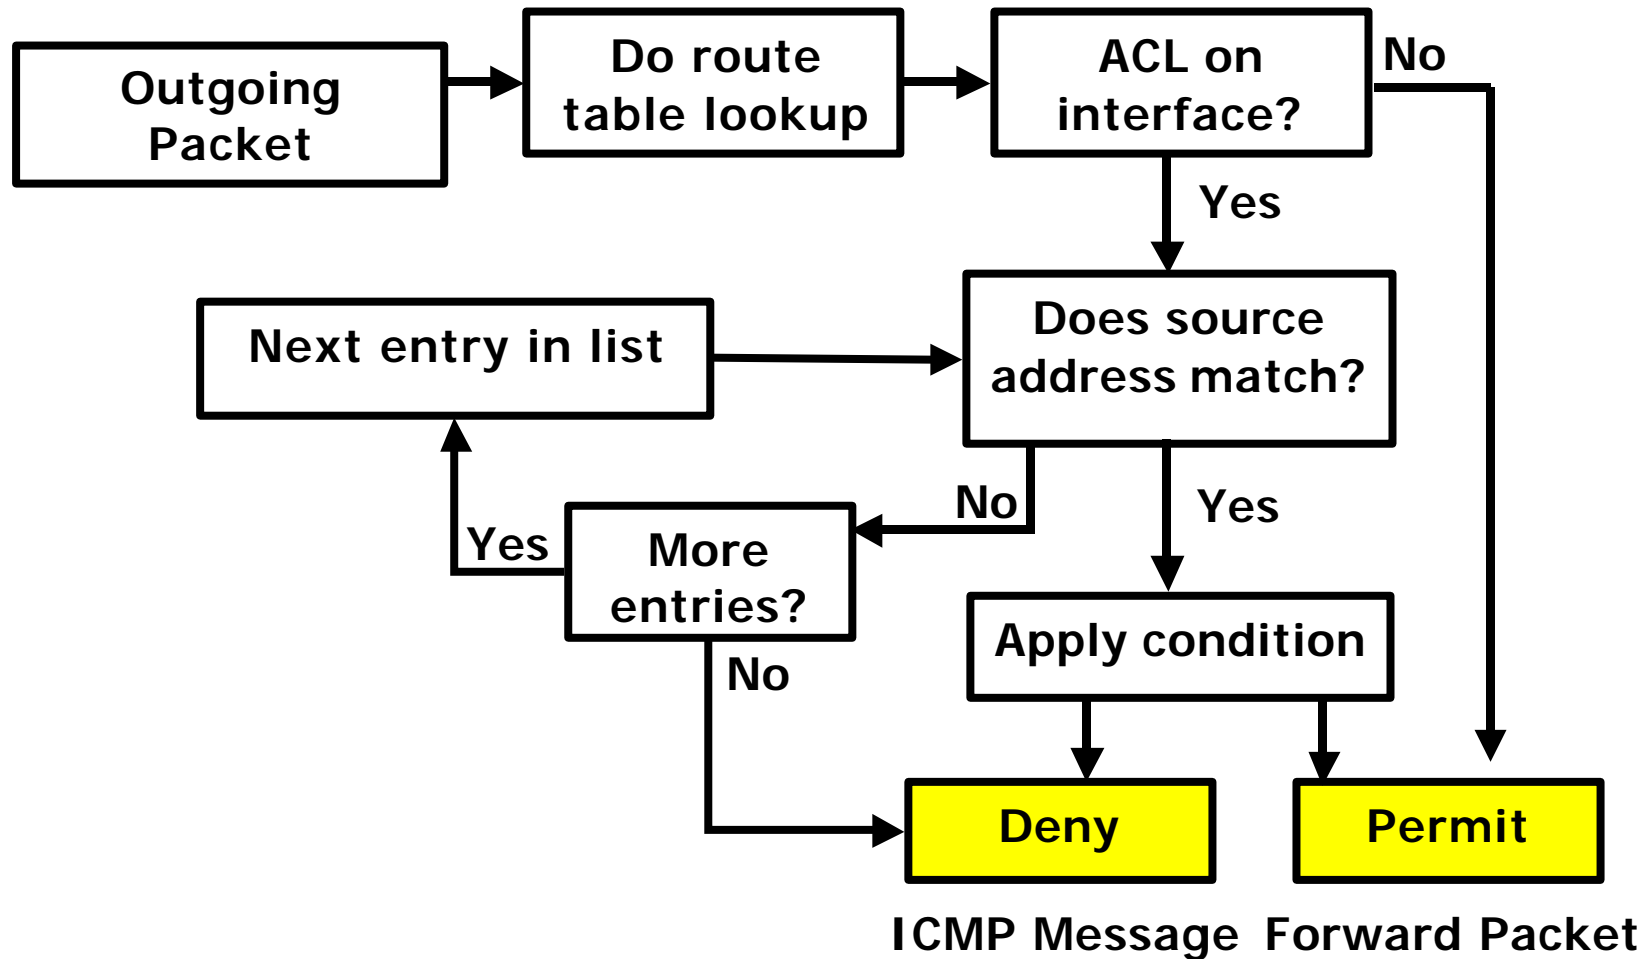 Outgoing
Packet
Do route
table lookup
ACL on
interface?
No
Yes
Next entry in list
Does source
address match?
No
Yes
Yes
More
entries?
No
Apply condition
Deny
Permit
ICMP Message
Forward Packet